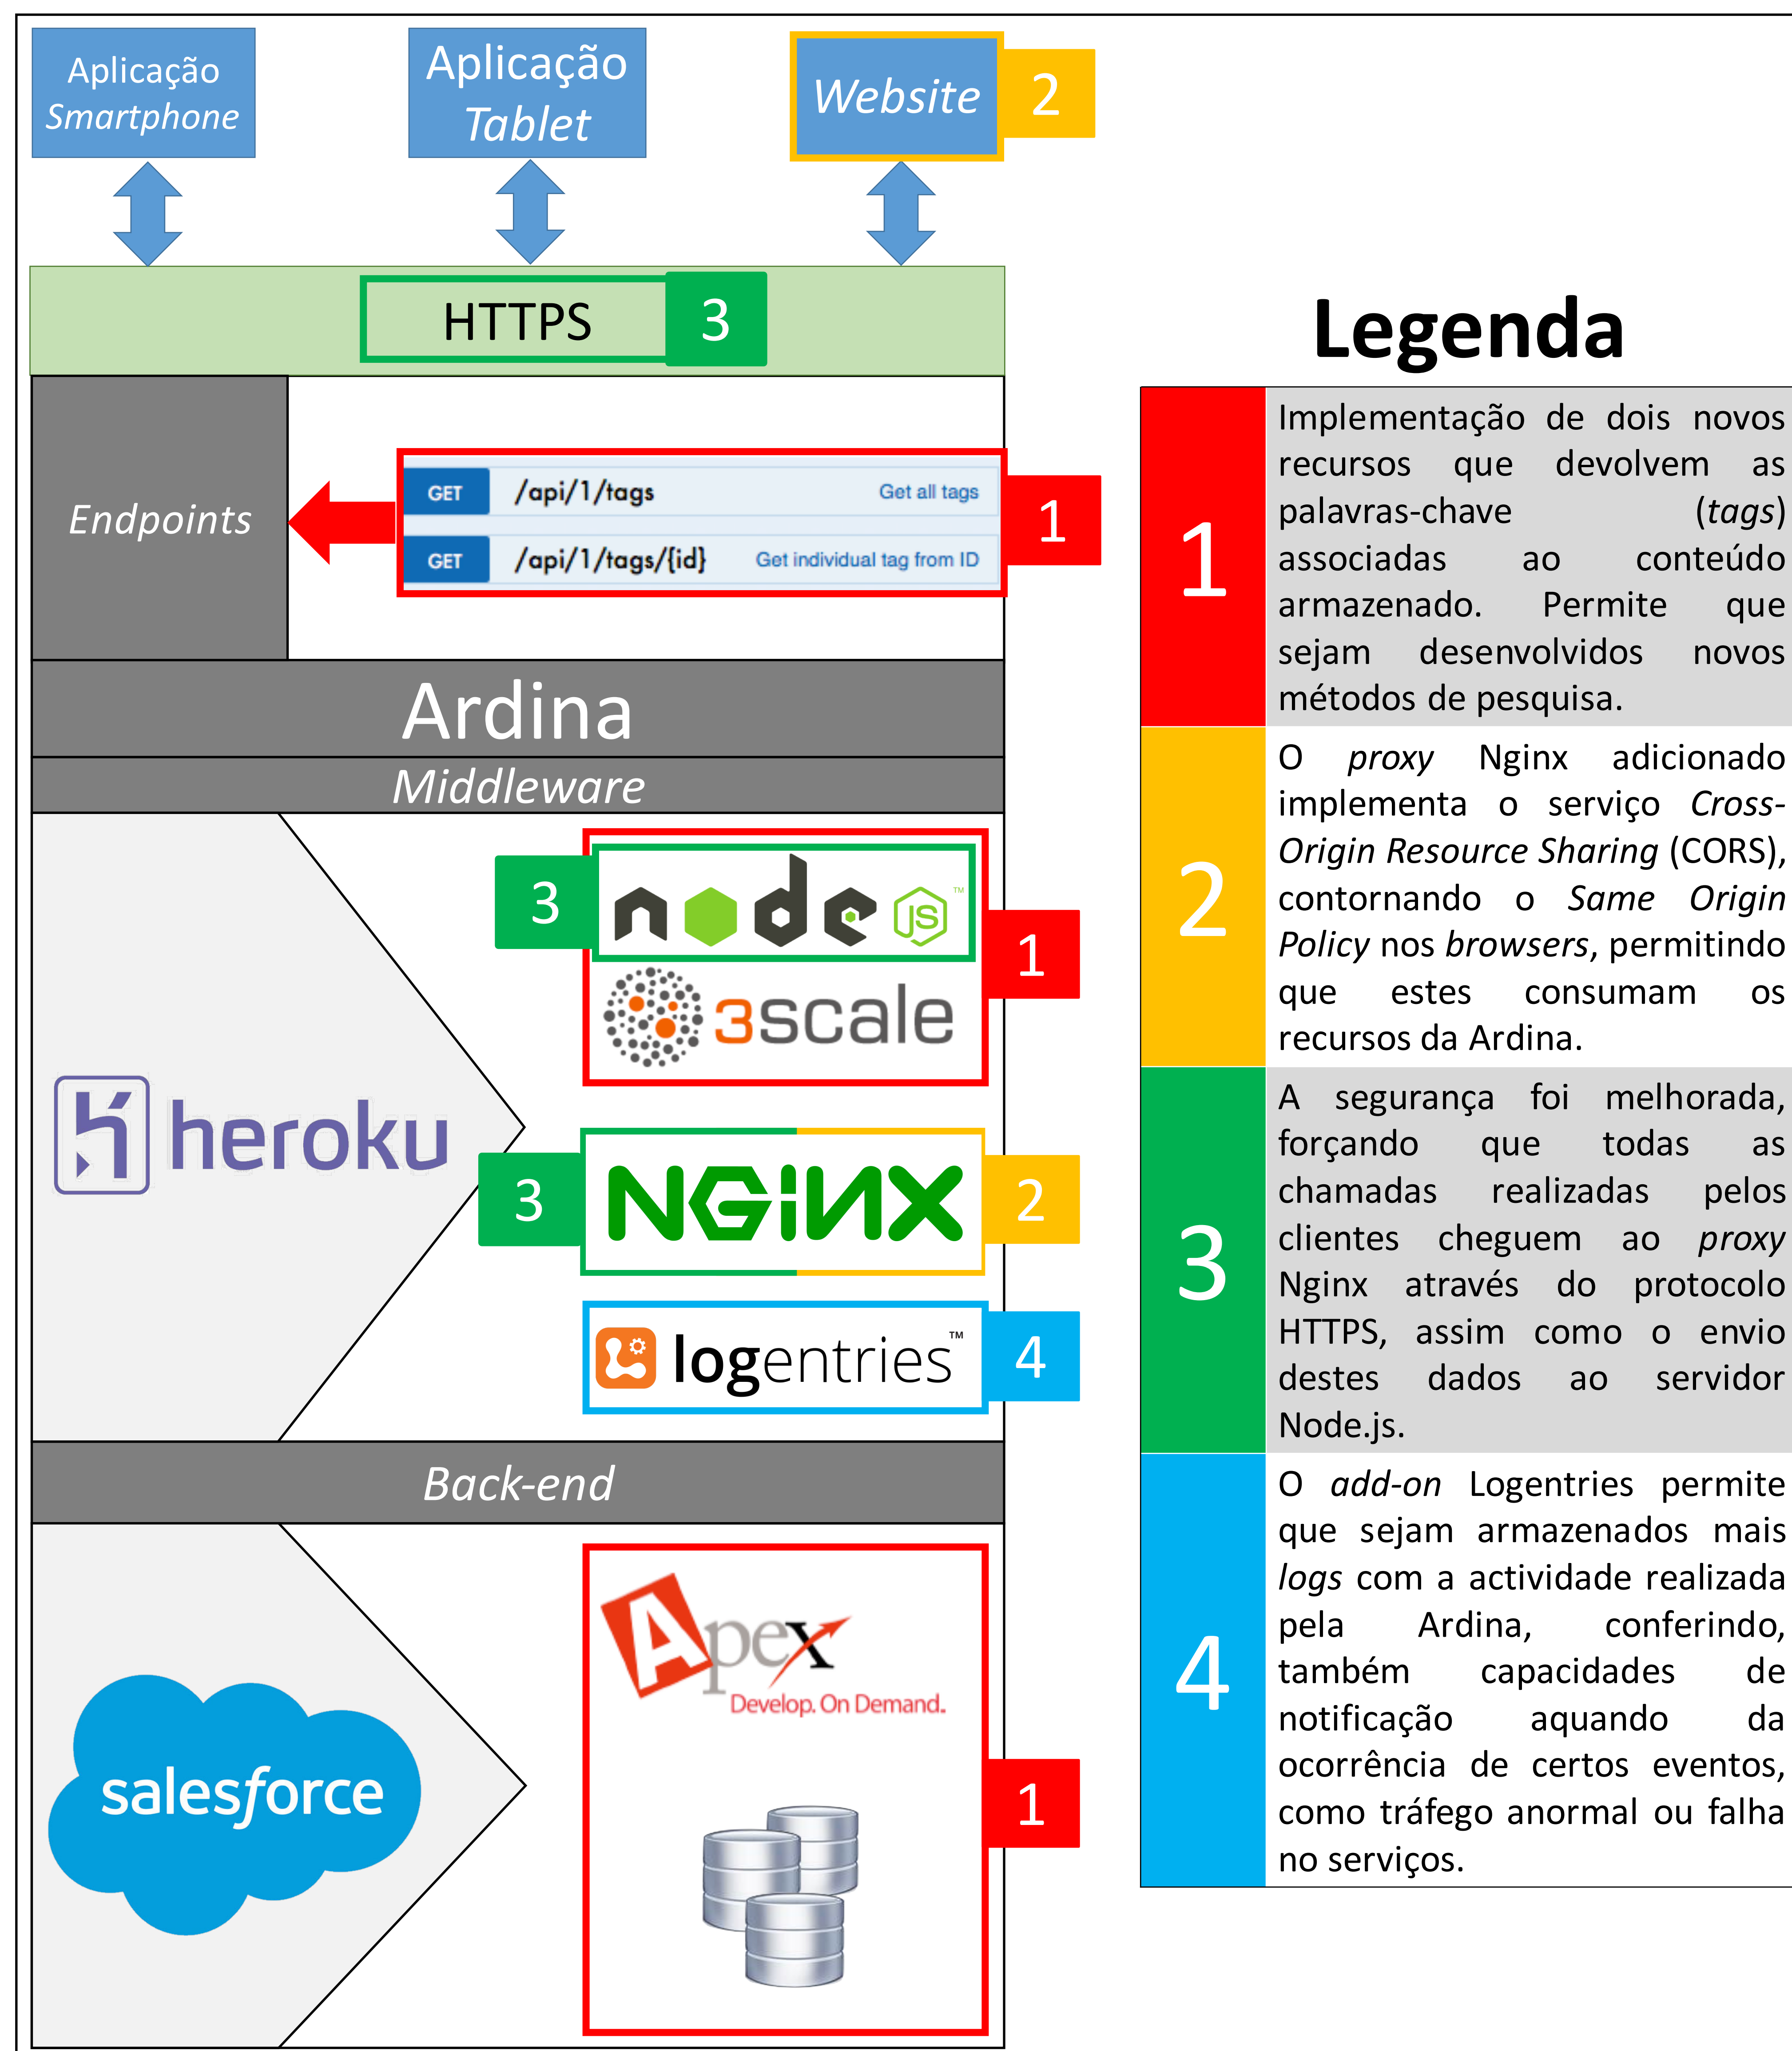 Aplicação
Smartphone
Aplicação
Tablet
Website
2
HTTPS
3
Endpoints
GET /api/1/tags Get all tags
GET /api/1/tags/{id} Get individual tag from ID
1
Ardina
Middleware
heroku
3
node JS™
3scale
1
3
NGiNX
2
logentries™
4
Back-end
salesforce
Apex
Develop. On Demand.
1
Legenda
1
Implementação de dois novos
recursos que devolvem as
palavras-chave (tags)
associadas ao conteúdo
armazenado. Permite que
sejam desenvolvidos novos
métodos de pesquisa.
2
O proxy Nginx adicionado
implementa o serviço Cross-
Origin Resource Sharing (CORS),
contornando o Same Origin
Policy nos browsers, permitindo
que estes consumam os
recursos da Ardina.
3
A segurança foi melhorada,
forçando que todas as
chamadas realizadas pelos
clientes cheguem ao proxy
Nginx através do protocolo
HTTPS, assim como o envio
destes dados ao servidor
Node.js.
4
O add-on Logentries permite
que sejam armazenados mais
logs com a actividade realizada
pela Ardina, conferindo,
também capacidades de
notificação aquando da
ocorrência de certos eventos,
como tráfego anormal ou falha
no serviços.